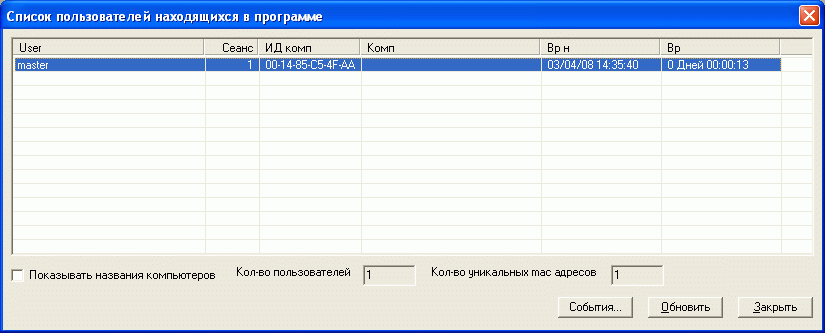 Список пользователей находящихся в программе
User Сеанс ИД комп Комп Вр н Вр
master 1 00-14-85-C5-4F-AA 03/04/08 14:35:40 0 Дней 00:00:13
Показывать названия компьютеров Кол-во пользователей 1 Кол-во уникальных mac адресов 1
События... Обновить Закрыть